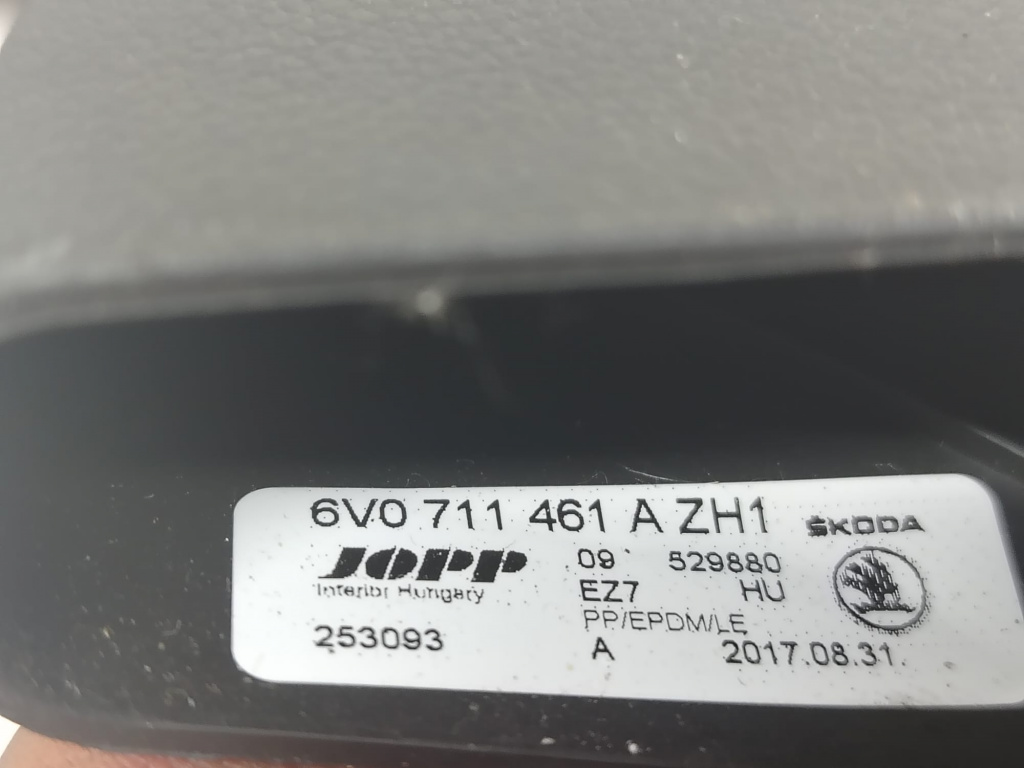 6V0 711 461 A ZH1 ŠKODA
JOPP 09 529880
Interior Hungary EZ7 HU
PP/EPDM/LE
253093 A 2017.08.31.